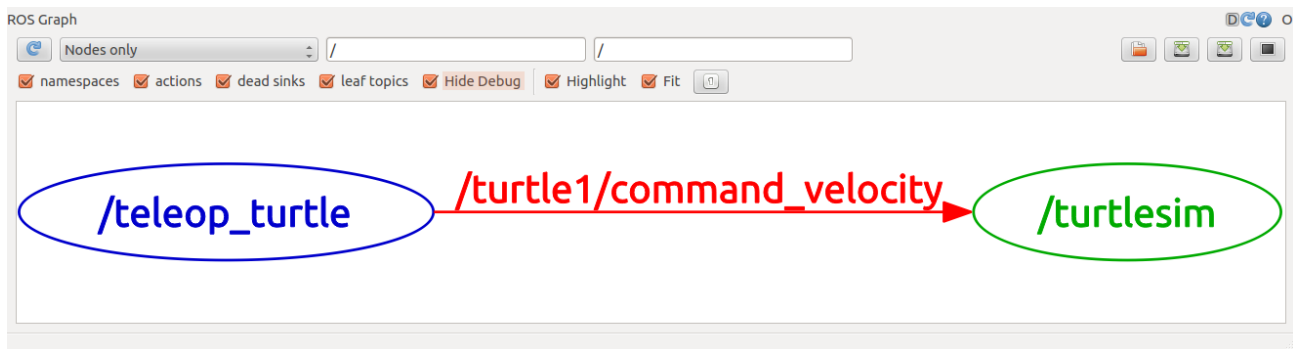 ROS Graph D ? O
Nodes only / /
namespaces actions dead sinks leaf topics Hide Debug Highlight Fit
/teleop_turtle /turtle1/command_velocity /turtlesim